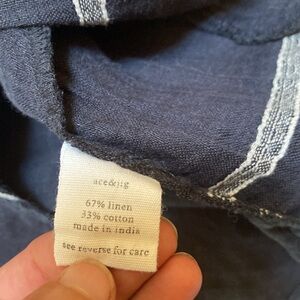 ace&jig
67% linen
33% cotton
made in india
see reverse for care